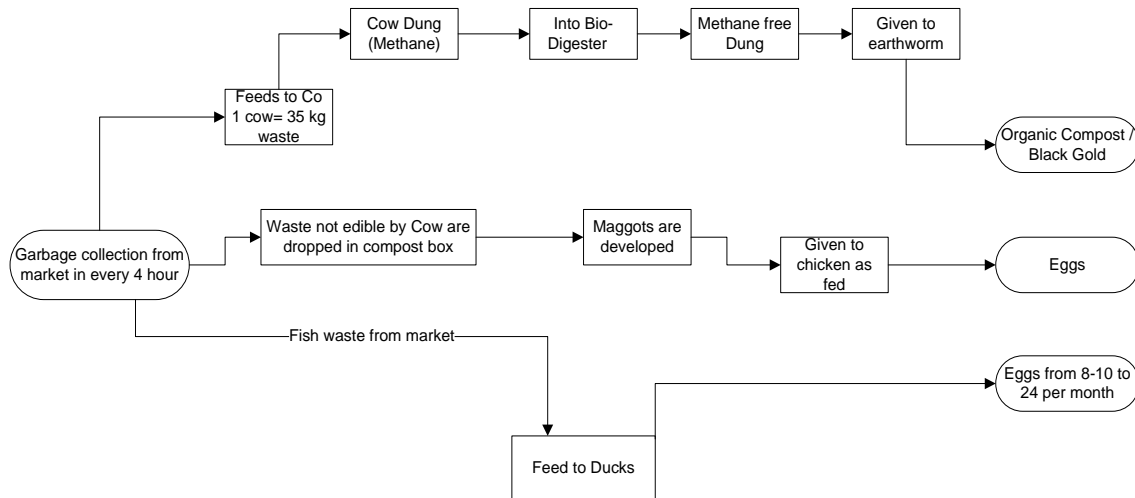 Cow Dung
(Methane)
Into Bio-
Digester
Methane free
Dung
Given to
earthworm
Feeds to Co
1 cow= 35 kg
waste
Organic Compost /
Black Gold
Garbage collection from
market in every 4 hour
Waste not edible by Cow are
dropped in compost box
Maggots are
developed
Given to
chicken as
fed
Eggs
Fish waste from market
Eggs from 8-10 to
24 per month
Feed to Ducks